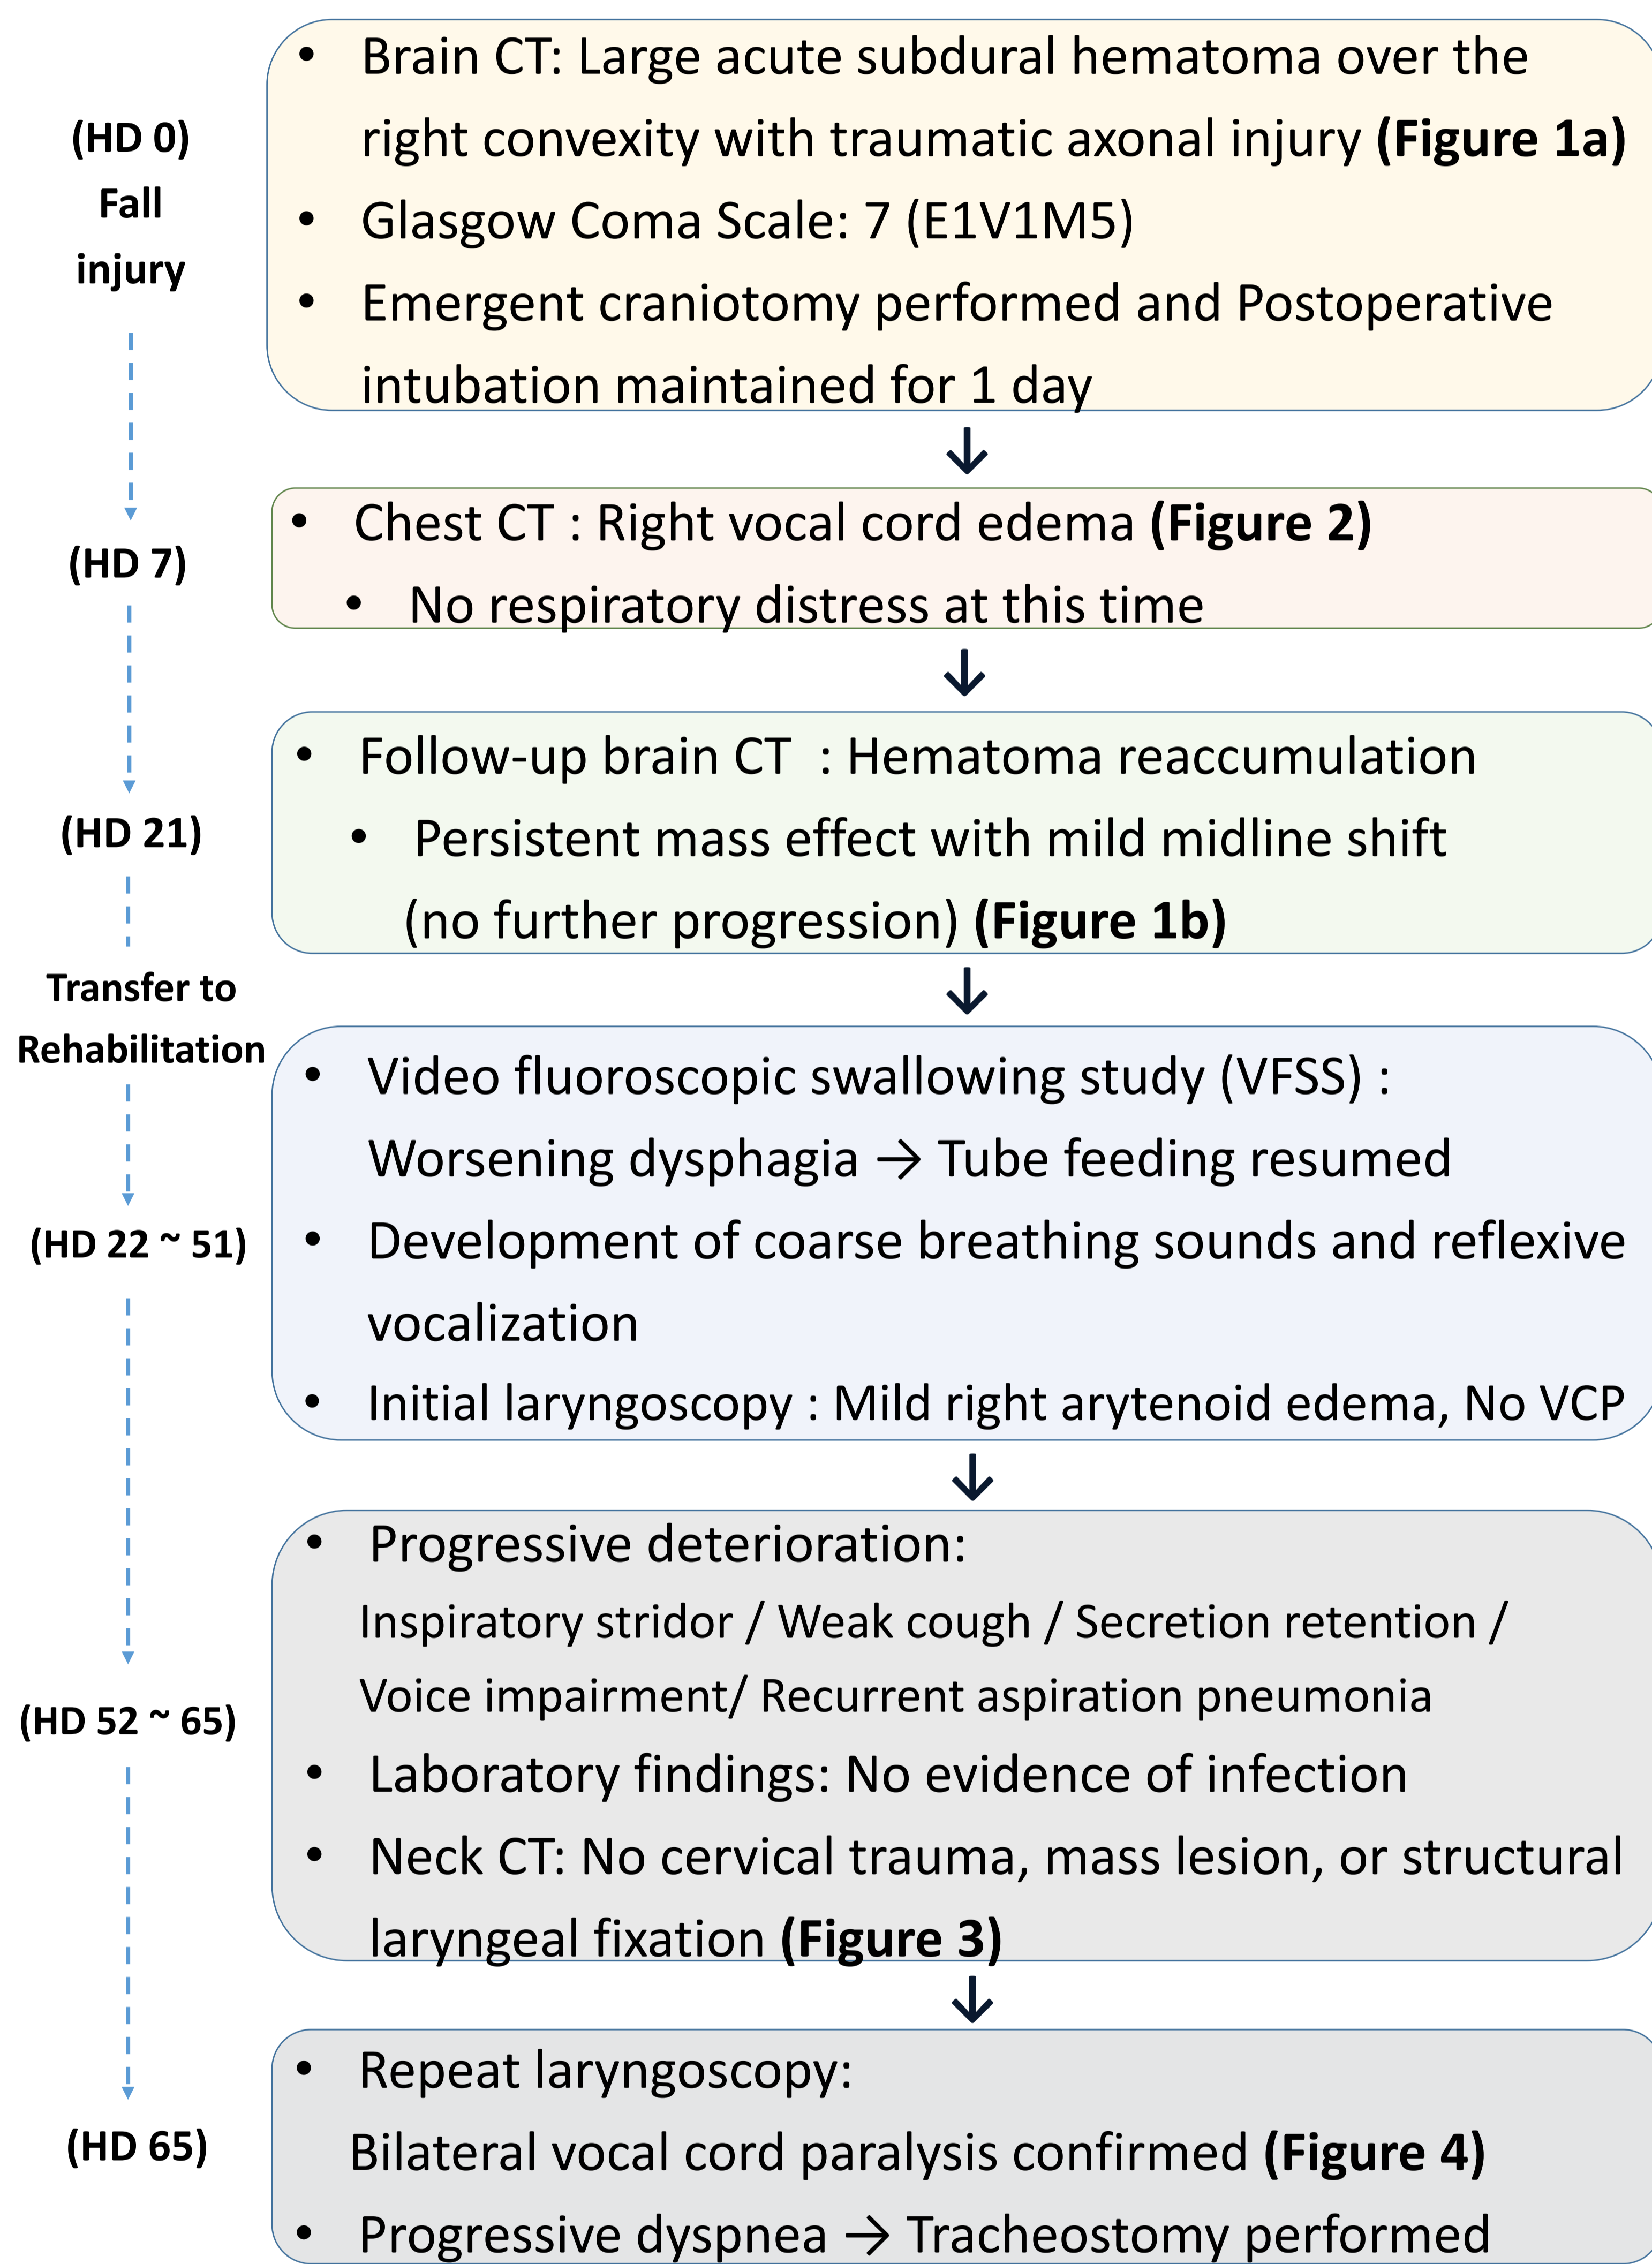 (HD 0)
Fall
injury
• Brain CT: Large acute subdural hematoma over the
right convexity with traumatic axonal injury (Figure 1a)
• Glasgow Coma Scale: 7 (E1V1M5)
• Emergent craniotomy performed and Postoperative
intubation maintained for 1 day
↓
(HD 7)
• Chest CT : Right vocal cord edema (Figure 2)
• No respiratory distress at this time
↓
(HD 21)
• Follow-up brain CT : Hematoma reaccumulation
• Persistent mass effect with mild midline shift
(no further progression) (Figure 1b)
↓
Transfer to
Rehabilitation
(HD 22 ~ 51)
• Video fluoroscopic swallowing study (VFSS) :
Worsening dysphagia → Tube feeding resumed
• Development of coarse breathing sounds and reflexive
vocalization
• Initial laryngoscopy : Mild right arytenoid edema, No VCP
↓
(HD 52 ~ 65)
• Progressive deterioration:
Inspiratory stridor / Weak cough / Secretion retention /
Voice impairment/ Recurrent aspiration pneumonia
• Laboratory findings: No evidence of infection
• Neck CT: No cervical trauma, mass lesion, or structural
laryngeal fixation (Figure 3)
↓
(HD 65)
• Repeat laryngoscopy:
Bilateral vocal cord paralysis confirmed (Figure 4)
• Progressive dyspnea → Tracheostomy performed